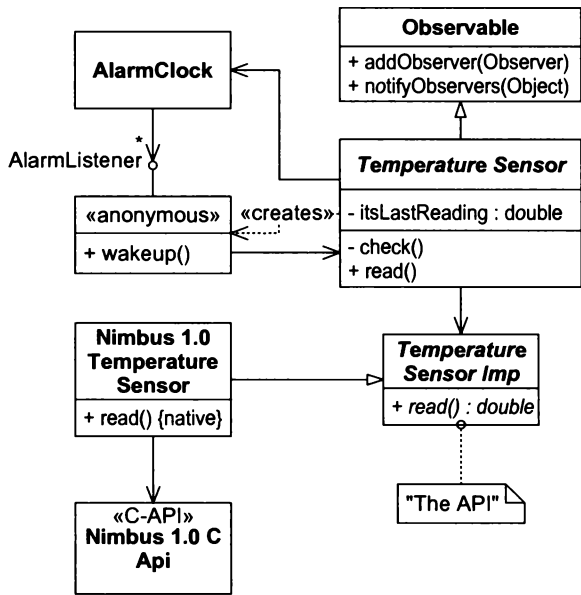 Observable
+ addObserver(Observer)
+ notifyObservers(Object)
AlarmClock
*
AlarmListener
Temperature Sensor
- itsLastReading : double
- check()
+ read()
«anonymous»
+ wakeup()
«creates»
Nimbus 1.0
Temperature
Sensor
+ read() {native}
Temperature
Sensor Imp
+ read() : double
"The API"
«C-API»
Nimbus 1.0 C
Api